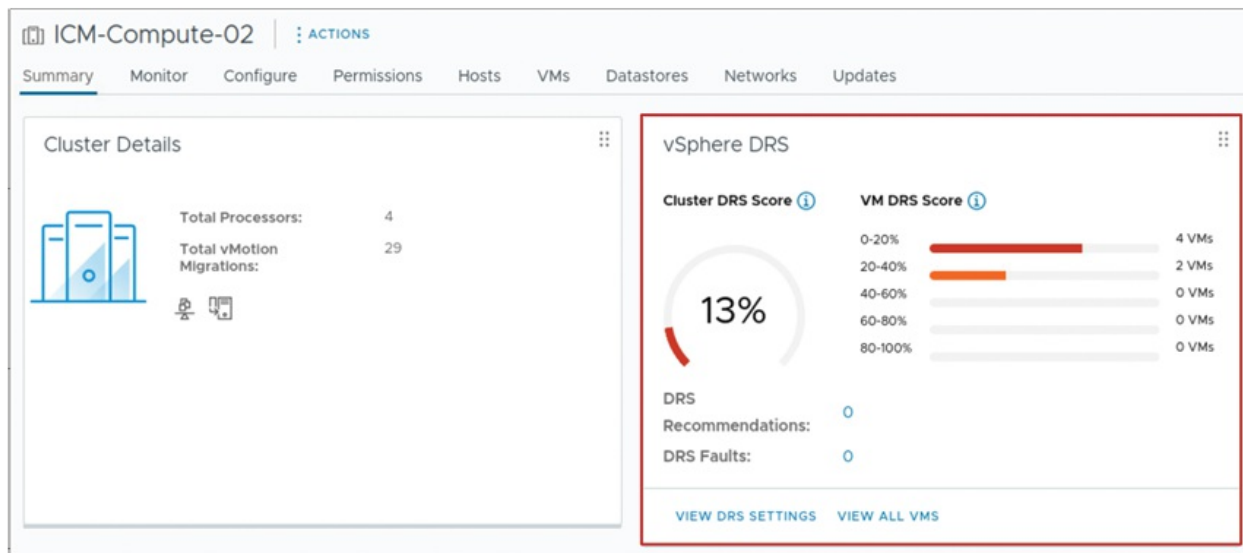 ICM-Compute-02 ACTIONS
Summary Monitor Configure Permissions Hosts VMs Datastores Networks Updates
Cluster Details
Total Processors: 4
Total vMotion 29
Migrations:
vSphere DRS
Cluster DRS Score
13%
VM DRS Score
0-20% 4 VMs
20-40% 2 VMs
40-60% 0 VMs
60-80% 0 VMs
80-100% 0 VMs
DRS
Recommendations: 0
DRS Faults: 0
VIEW DRS SETTINGS VIEW ALL VMS